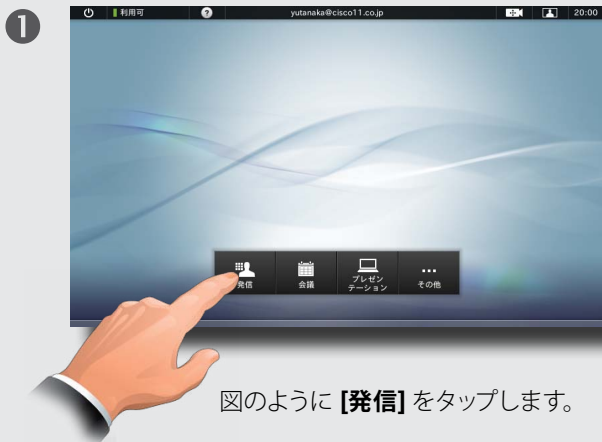 1
利用可 ? yutanaka@cisco11.co.jp 20:00
発信 会議 プレゼン
テーション その他
図のように [発信] をタップします。